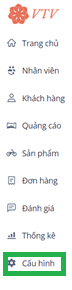 VTV
Trang chủ
Nhân viên
Khách hàng
Quảng cáo
Sản phẩm
Đơn hàng
Đánh giá
Thống kê
Cấu hình